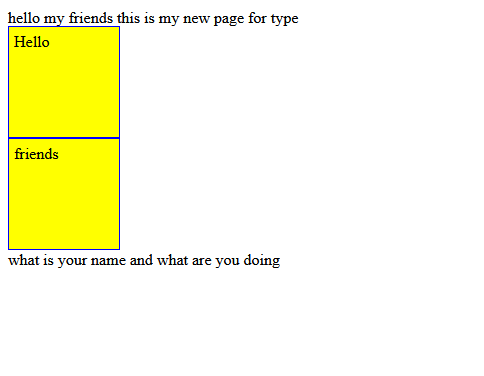 hello my friends this is my new page for type
Hello
friends
what is your name and what are you doing